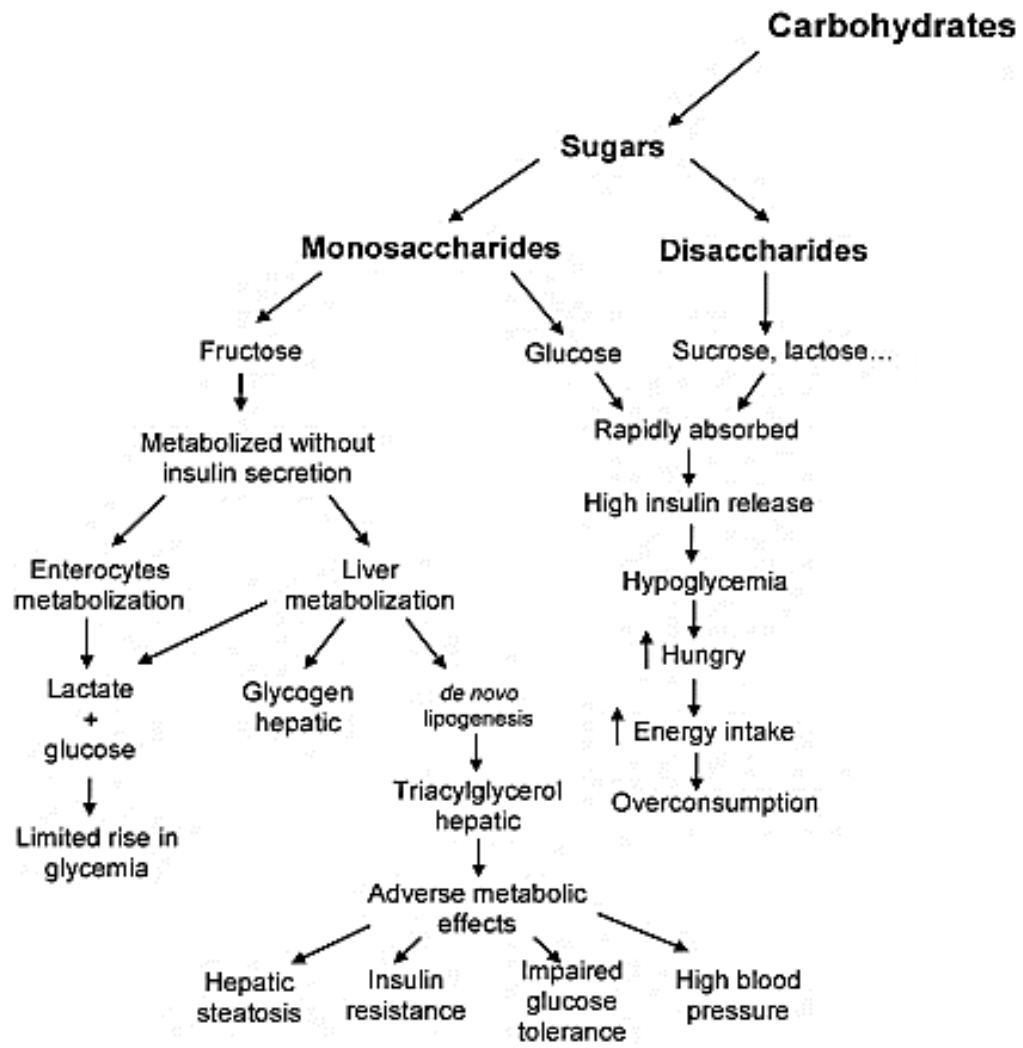 Carbohydrates
Sugars
Monosaccharides
Disaccharides
Fructose
Glucose
Sucrose, lactose...
Metabolized without
insulin secretion
Rapidly absorbed
High insulin release
Enterocytes
metabolization
Liver
metabolization
Hypoglycemia
Hungry
Lactate
+
glucose
Glycogen
hepatic
de novo
lipogenesis
Energy intake
Triacylglycerol
hepatic
Overconsumption
Limited rise in
glycemia
Adverse metabolic
effects
Hepatic
steatosis
Insulin
resistance
Impaired
glucose
tolerance
High blood
pressure